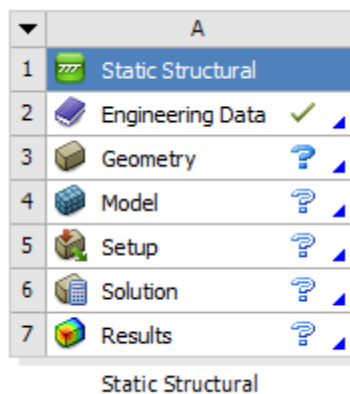 A
1 Static Structural
2 Engineering Data
3 Geometry ?
4 Model ?
5 Setup ?
6 Solution ?
7 Results ?
Static Structural